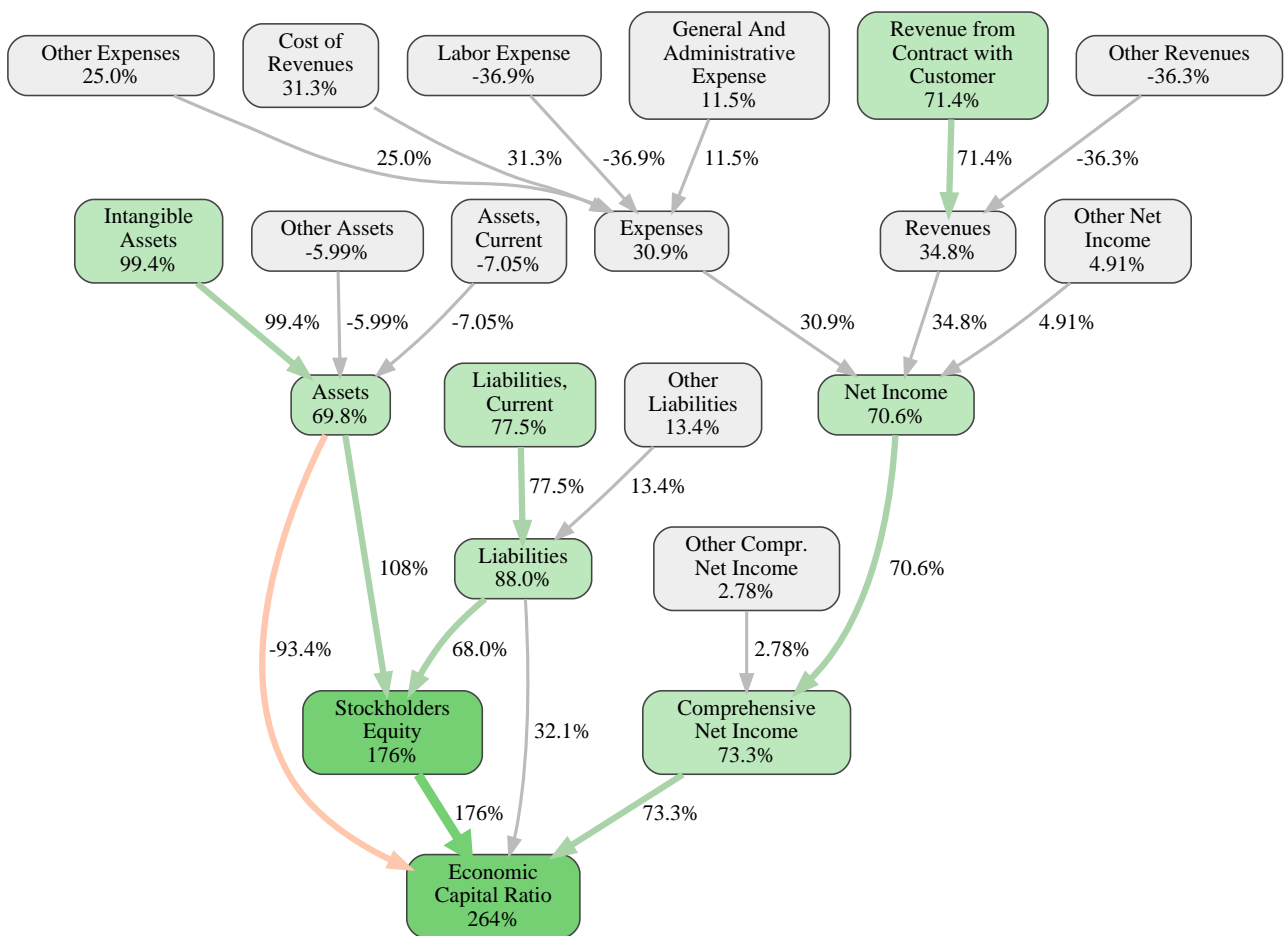 Other Expenses
25.0%
Cost of
Revenues
31.3%
Labor Expense
-36.9%
General And
Administrative
Expense
11.5%
Revenue from
Contract with
Customer
71.4%
Other Revenues
-36.3%
25.0%
31.3%
-36.9%
11.5%
71.4%
-36.3%
Intangible
Assets
99.4%
Other Assets
-5.99%
Assets,
Current
-7.05%
Expenses
30.9%
Revenues
34.8%
Other Net
Income
4.91%
99.4%
-5.99%
-7.05%
30.9%
34.8%
4.91%
Assets
69.8%
Liabilities,
Current
77.5%
Other
Liabilities
13.4%
Net Income
70.6%
77.5%
13.4%
Liabilities
88.0%
Other Compr.
Net Income
2.78%
108%
70.6%
-93.4%
68.0%
2.78%
Stockholders
Equity
176%
32.1%
Comprehensive
Net Income
73.3%
176%
73.3%
Economic
Capital Ratio
264%